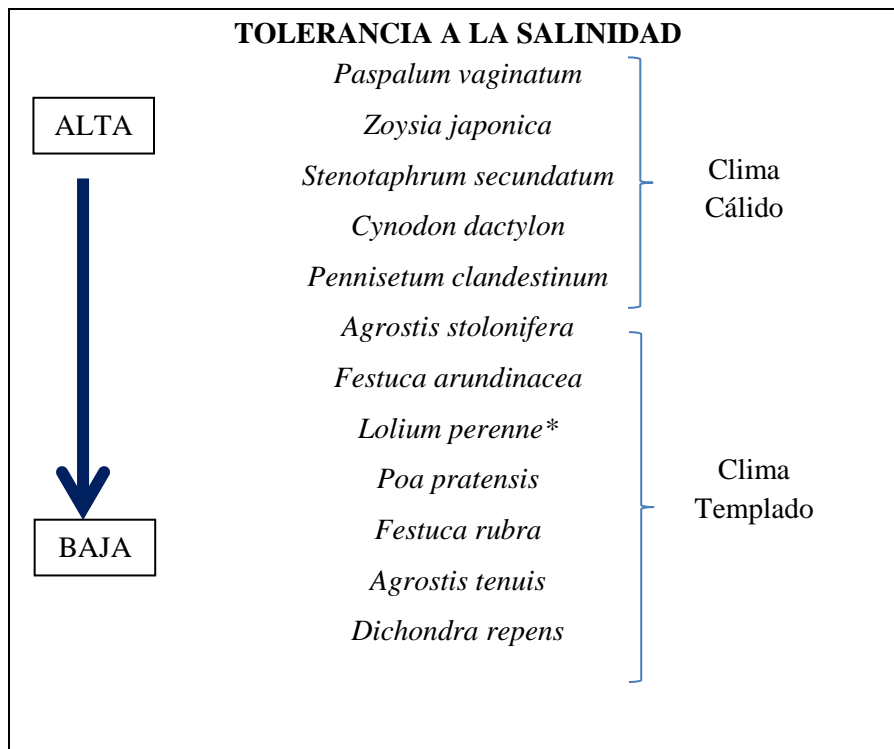 TOLERANCIA A LA SALINIDAD
Paspalum vaginatum
ALTA
Zoysia japonica
Stenotaphrum secundatum
Clima
Cálido
Cynodon dactylon
Pennisetum clandestinum
Agrostis stolonifera
Festuca arundinacea
Lolium perenne*
Poa pratensis
Clima
Templado
Festuca rubra
BAJA
Agrostis tenuis
Dichondra repens